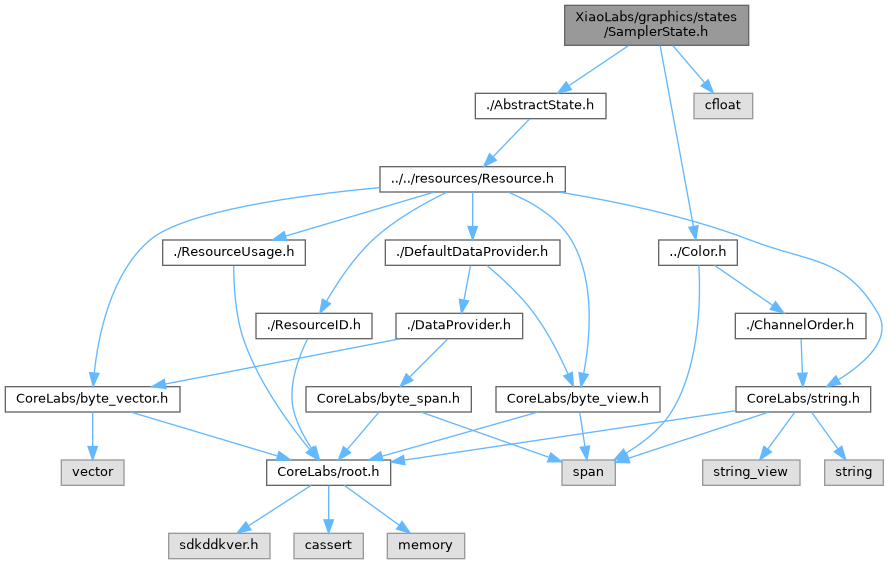 XiaoLabs/graphics/states
/SamplerState.h
./AbstractState.h
cfloat
../../resources/Resource.h
./ResourceUsage.h
./DefaultDataProvider.h
../Color.h
./ResourceID.h
./DataProvider.h
./ChannelOrder.h
CoreLabs/byte_vector.h
CoreLabs/byte_span.h
CoreLabs/byte_view.h
CoreLabs/string.h
vector
CoreLabs/root.h
span
string_view
string
sdkddkver.h
cassert
memory